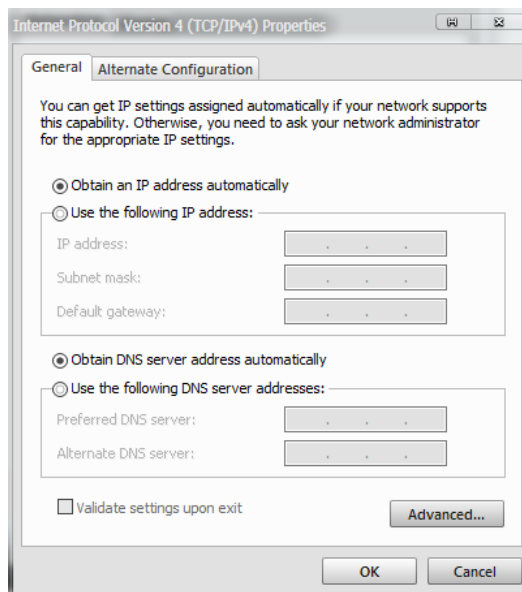 Internet Protocol Version 4 (TCP/IPv4) Properties
General
Alternate Configuration
You can get IP settings assigned automatically if your network supports
this capability. Otherwise, you need to ask your network administrator
for the appropriate IP settings.
Obtain an IP address automatically
Use the following IP address:
IP address:
Subnet mask:
Default gateway:
Obtain DNS server address automatically
Use the following DNS server addresses:
Preferred DNS server:
Alternate DNS server:
Validate settings upon exit
Advanced...
OK
Cancel